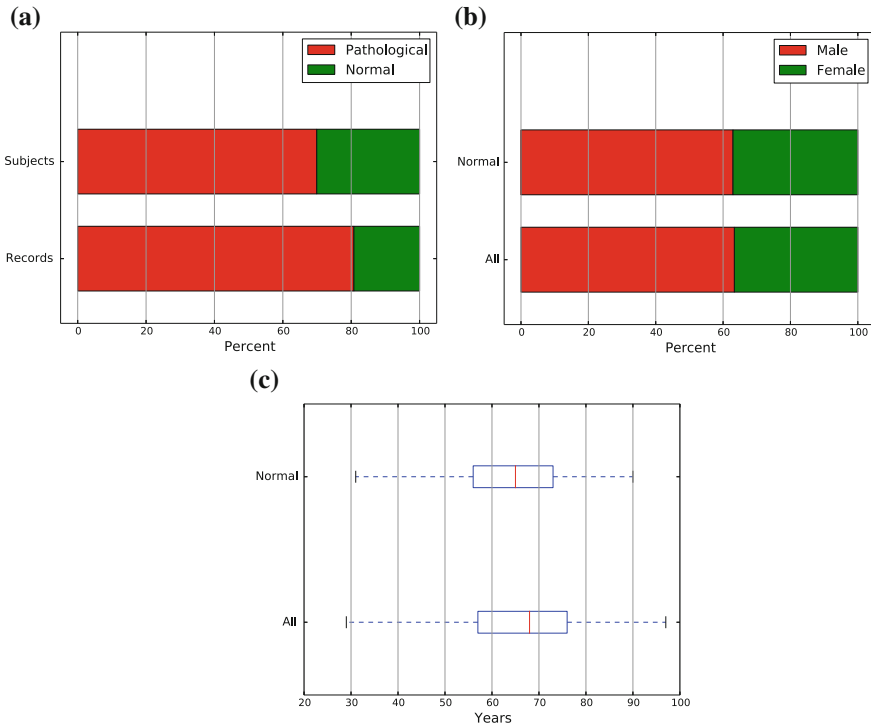 (a)
Pathological
Normal
Subjects
Records
0 20 40 60 80 100
Percent
(b)
Male
Female
Normal
All
0 20 40 60 80 100
Percent
(c)
Normal
All
20 30 40 50 60 70 80 90 100
Years